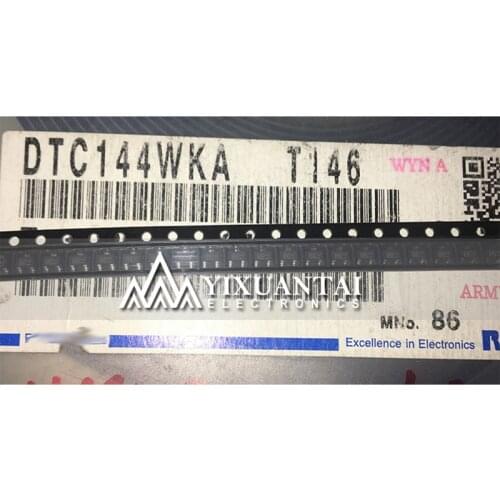 DTC144WKA T146
WYN A
YIXUANTAI
ELECTRONICS
ARM
MNo. 86
Excellence in Electronics
R